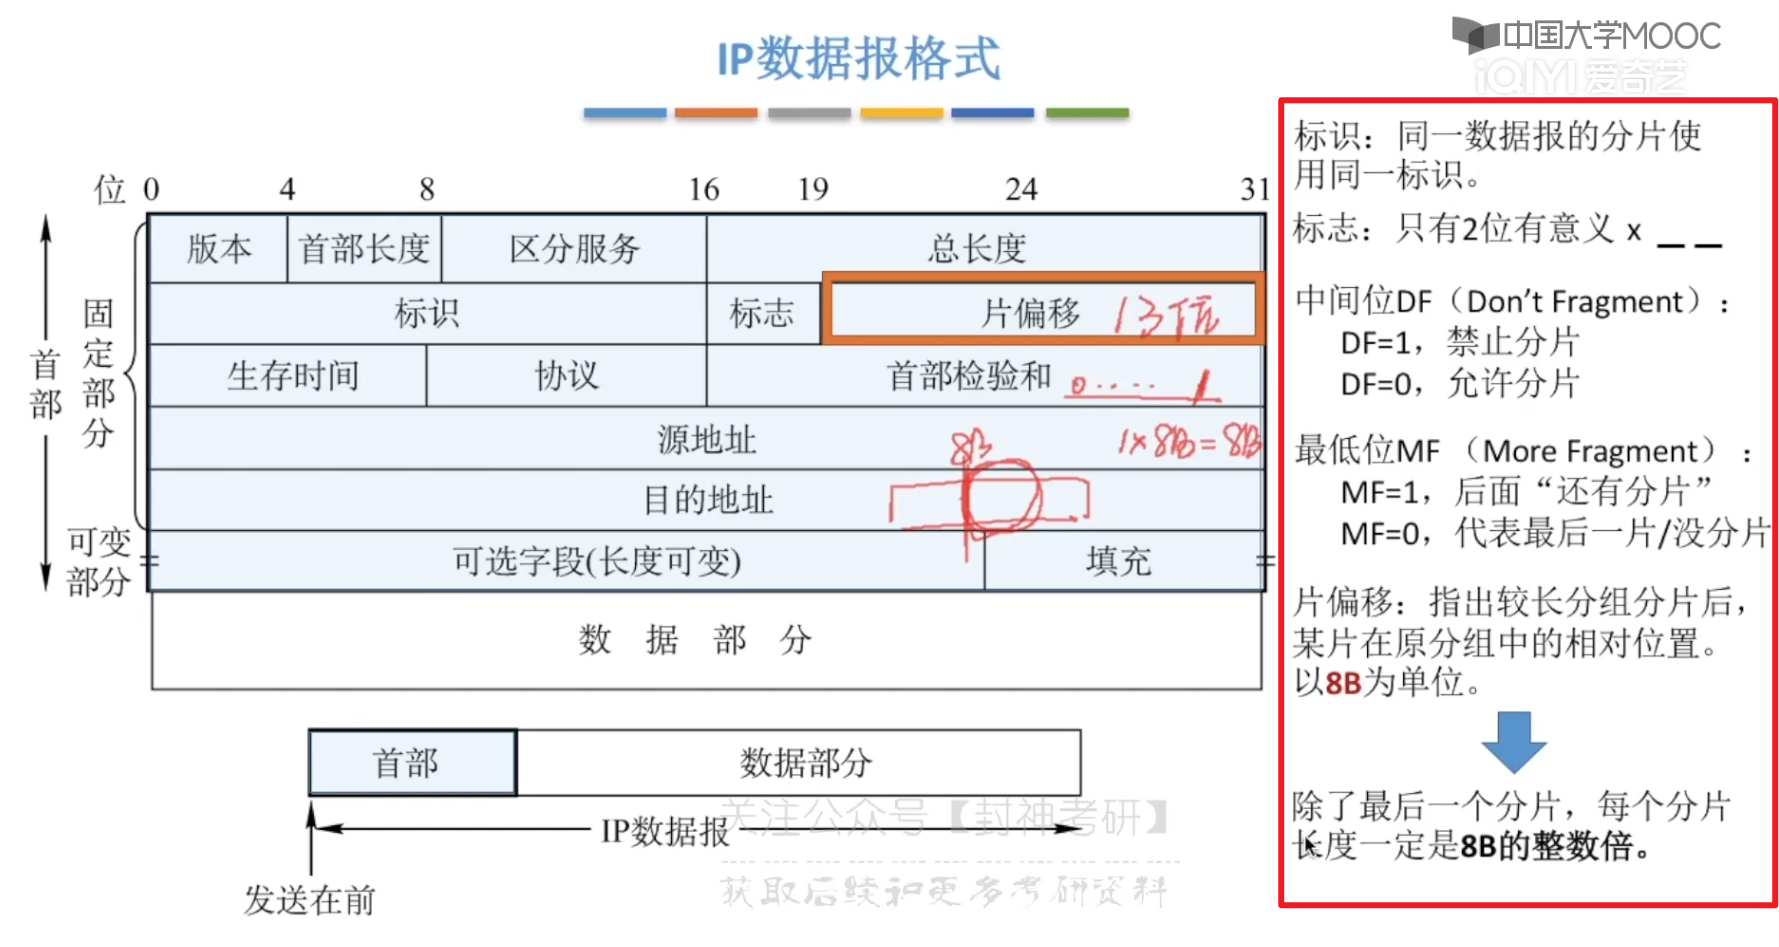 IP数据报格式
中国大学MOOC
iQIYI 爱奇艺
位 0 4 8 16 19 24 31
版本 首部长度 区分服务 总长度
标识 标志 片偏移 13位
生存时间 协议 首部检验和 0····1
源地址 8B 1×8B=8B
目的地址
可选字段(长度可变) 填充
数 据 部 分
首部
固定部分
可变
部分
首部 数据部分
IP数据报
发送在前
关注公众号【封神考研】
获取后续和更多考研资料
标识：同一数据报的分片使
用同一标识。
标志：只有2位有意义 x _ _
中间位DF（Don't Fragment）：
DF=1，禁止分片
DF=0，允许分片
最低位MF （More Fragment）：
MF=1，后面“还有分片”
MF=0，代表最后一片/没分片
片偏移：指出较长分组分片后，
某片在原分组中的相对位置。
以8B为单位。
除了最后一个分片，每个分片
长度一定是8B的整数倍。